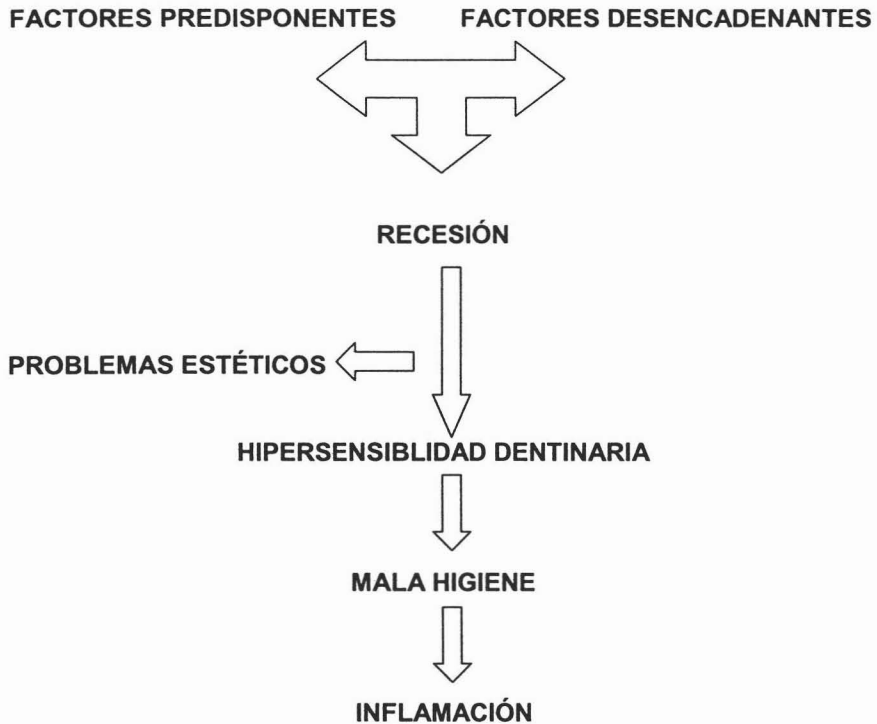 FACTORES PREDISPONENTES FACTORES DESENCADENANTES
RECESIÓN
PROBLEMAS ESTÉTICOS
HIPERSENSIBLIDAD DENTINARIA
MALA HIGIENE
INFLAMACIÓN